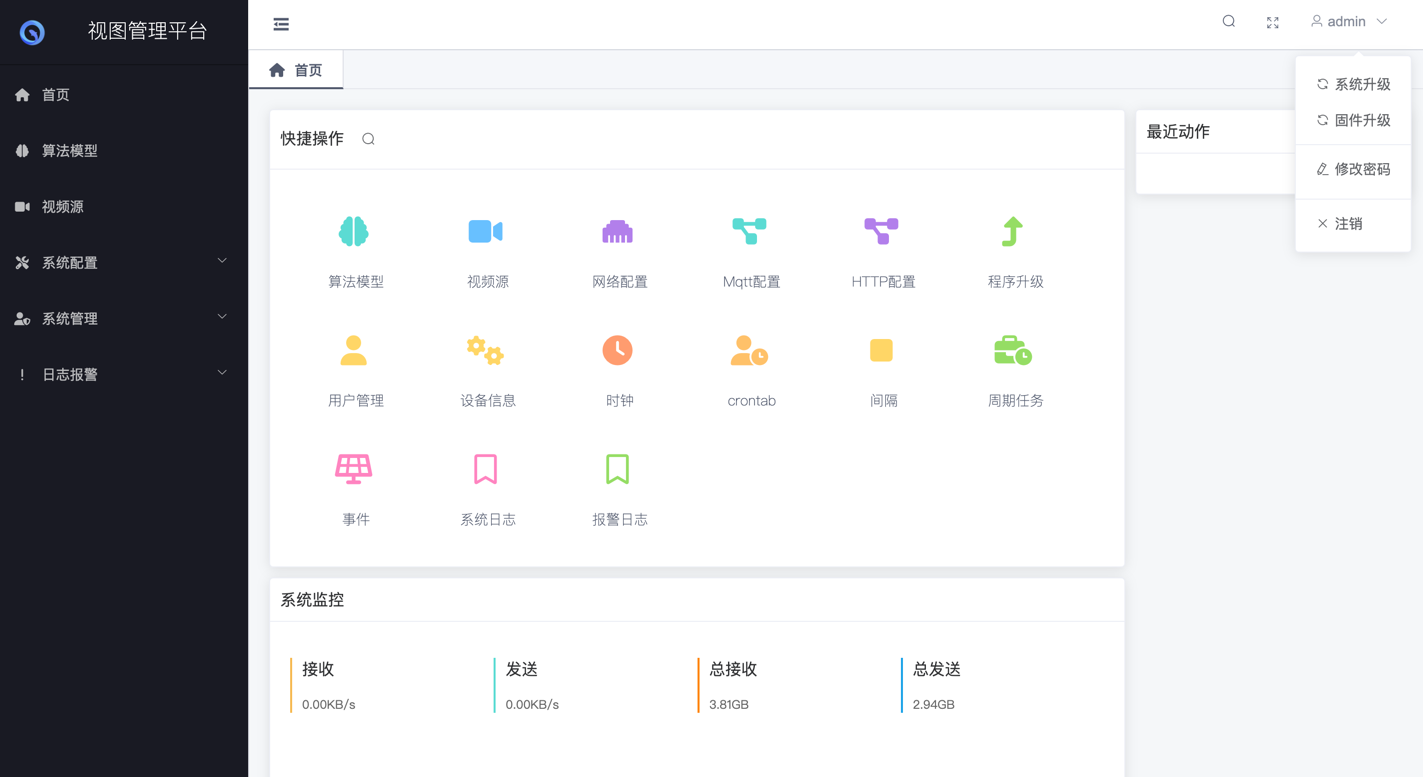 视图管理平台
首页
算法模型
视频源
系统配置
系统管理
日志报警
admin
首页
系统升级
固件升级
修改密码
注销
快捷操作
算法模型 视频源 网络配置 Mqtt配置 HTTP配置 程序升级
用户管理 设备信息 时钟 crontab 间隔 周期任务
事件 系统日志 报警日志
最近动作
系统监控
接收 发送 总接收 总发送
0.00KB/s 0.00KB/s 3.81GB 2.94GB